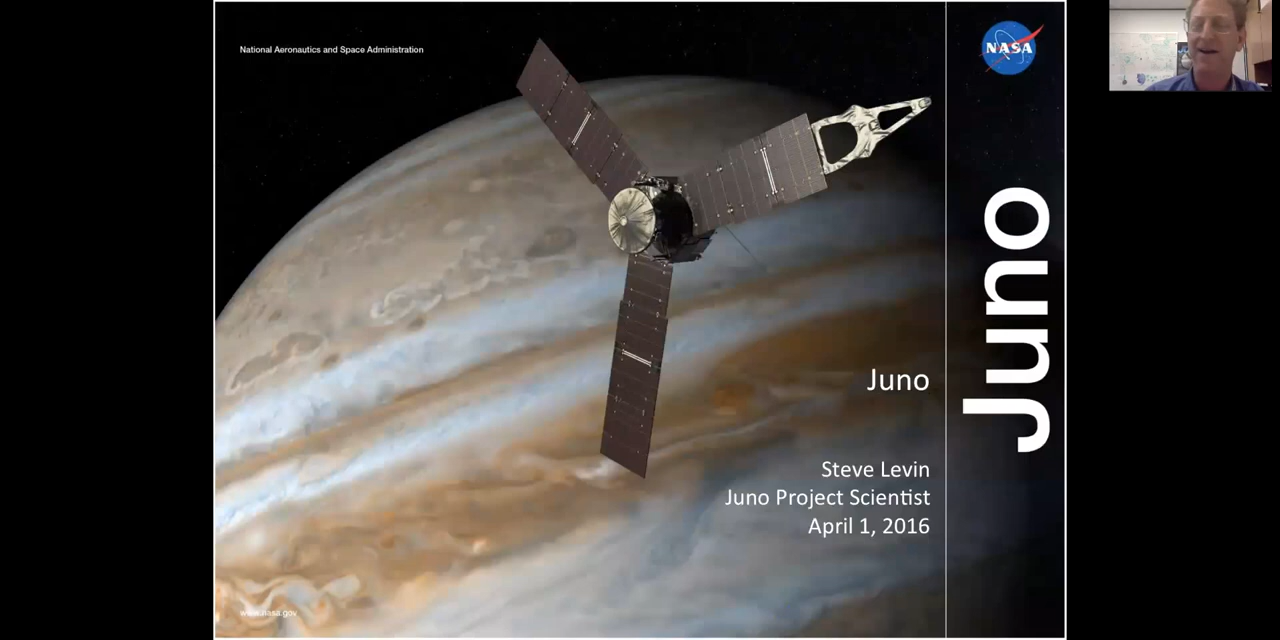 National Aeronautics and Space Administration
NASA
Juno
Juno
Steve Levin
Juno Project Scientist
April 1, 2016
www.nasa.gov